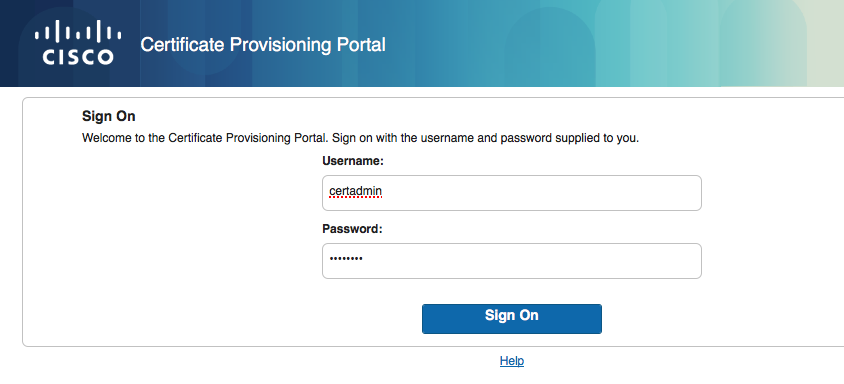 CISCO
Certificate Provisioning Portal
Sign On
Welcome to the Certificate Provisioning Portal. Sign on with the username and password supplied to you.
Username:
certadmin
Password:
••••••••
Sign On
Help